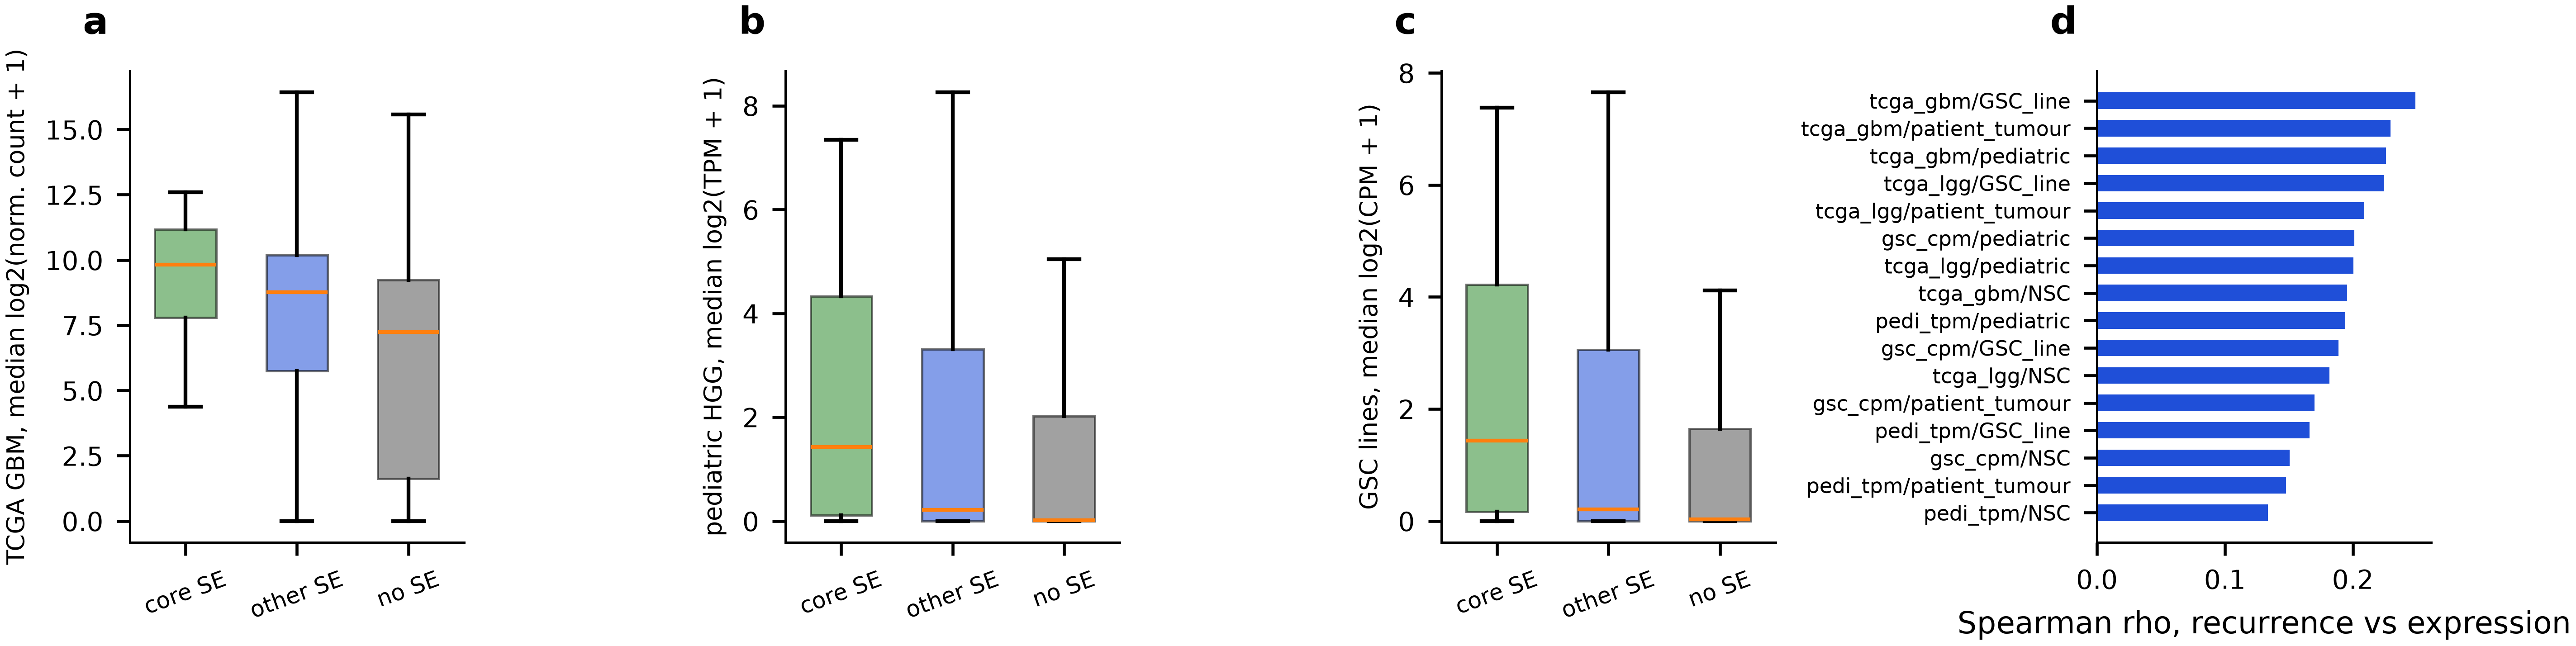 a
TCGA GBM, median log2(norm. count + 1)
15.0
12.5
10.0
7.5
5.0
2.5
0.0
core SE
other SE
no SE
b
pediatric HGG, median log2(TPM + 1)
8
6
4
2
0
core SE
other SE
no SE
c
GSC lines, median log2(CPM + 1)
8
6
4
2
0
core SE
other SE
no SE
d
tcga_gbm/GSC_line
tcga_gbm/patient_tumour
tcga_gbm/pediatric
tcga_lgg/GSC_line
tcga_lgg/patient_tumour
gsc_cpm/pediatric
tcga_lgg/pediatric
tcga_gbm/NSC
pedi_tpm/pediatric
gsc_cpm/GSC_line
tcga_lgg/NSC
gsc_cpm/patient_tumour
pedi_tpm/GSC_line
gsc_cpm/NSC
pedi_tpm/patient_tumour
pedi_tpm/NSC
0.0
0.1
0.2
Spearman rho, recurrence vs expression